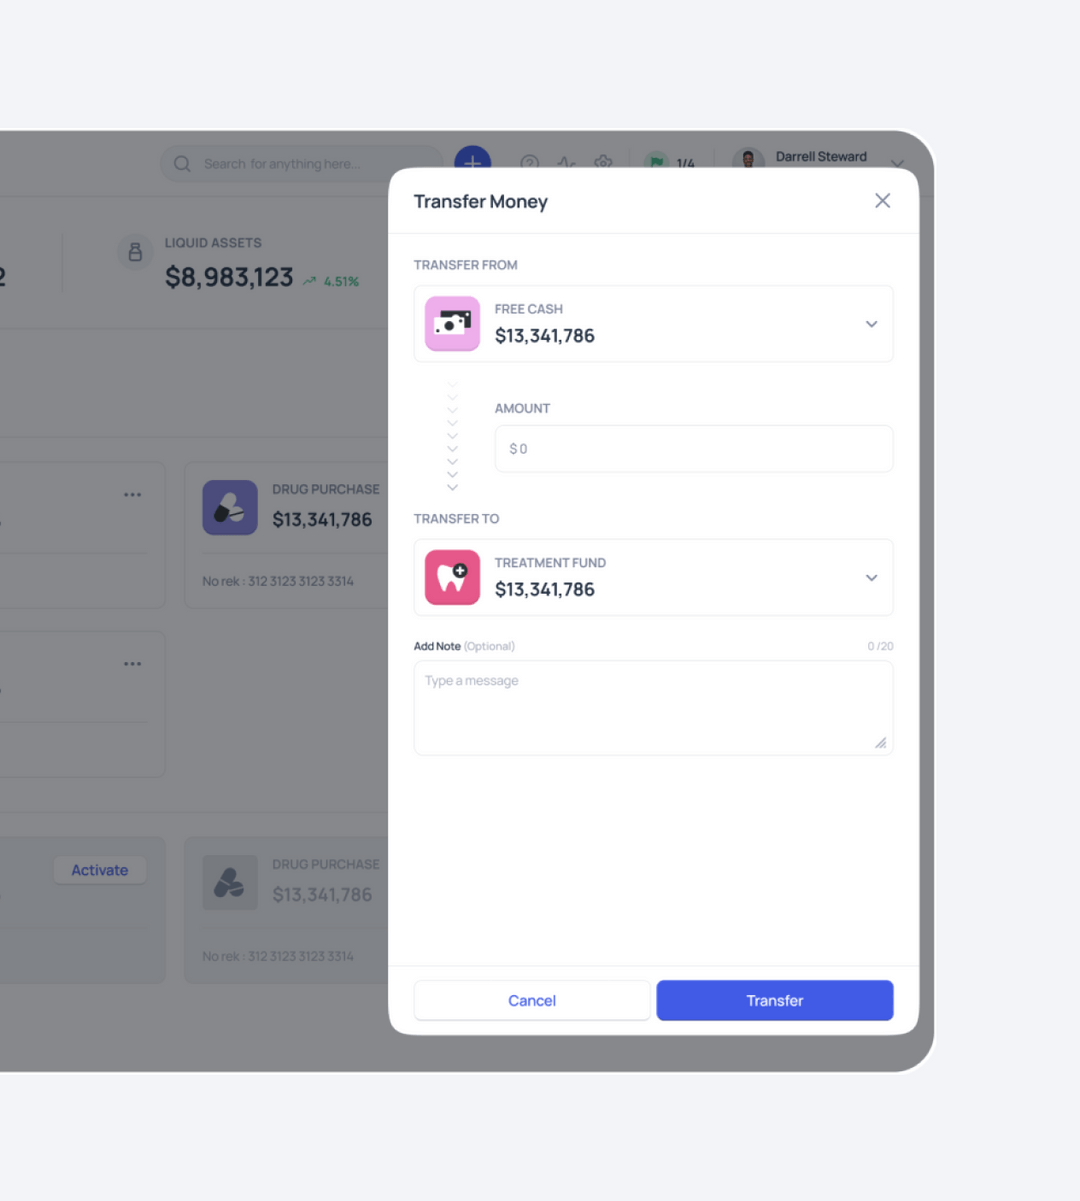 Search for anything here...
1/4
Darrell Steward
2
LIQUID ASSETS
$8,983,123 4.51%
DRUG PURCHASE
$13,341,786
No rek : 312 3123 3123 3314
Activate
DRUG PURCHASE
$13,341,786
No rek : 312 3123 3123 3314
Transfer Money
TRANSFER FROM
FREE CASH
$13,341,786
AMOUNT
$ 0
TRANSFER TO
TREATMENT FUND
$13,341,786
Add Note (Optional) 0 /20
Type a message
Cancel Transfer